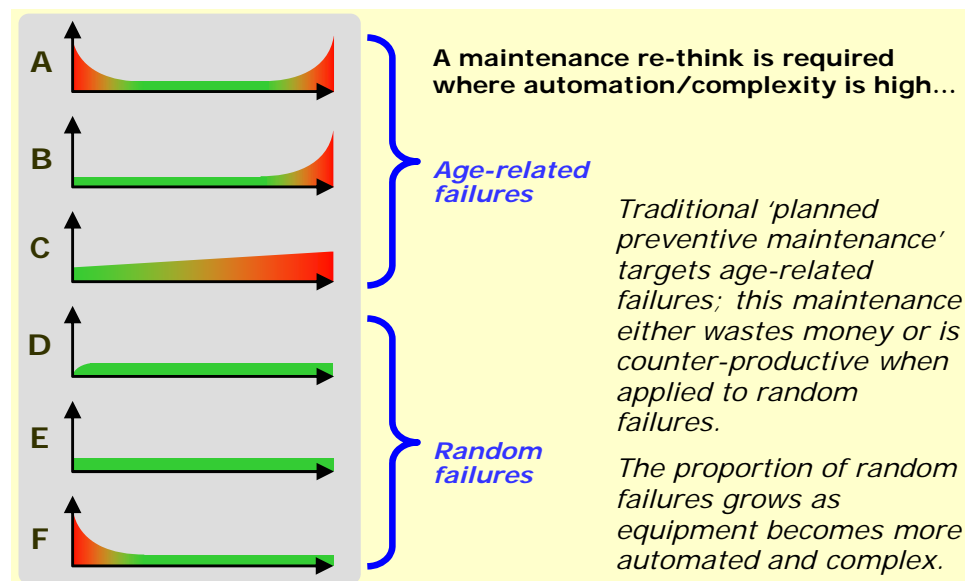 A
B
C
D
E
F
A maintenance re-think is required
where automation/complexity is high...
Age-related
failures
Random
failures
Traditional ‘planned
preventive maintenance’
targets age-related
failures; this maintenance
either wastes money or is
counter-productive when
applied to random
failures.
The proportion of random
failures grows as
equipment becomes more
automated and complex.